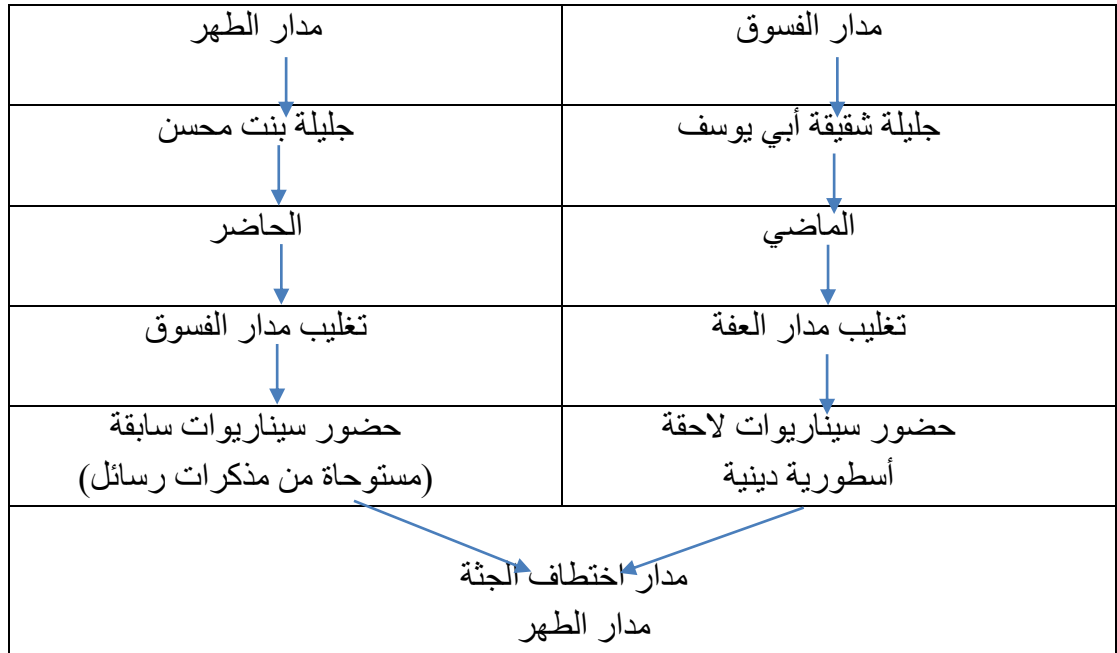 مدار الفسوق
مدار الطهر
جليلة شقيقة أبي يوسف
جليلة بنت محسن
الماضي
الحاضر
تغليب مدار العفة
تغليب مدار الفسوق
حضور سيناريوات لاحقة
أسطورية دينية
حضور سيناريوات سابقة
(مستوحاة من مذكرات رسائل)
مدار اختطاف الجثة
مدار الطهر